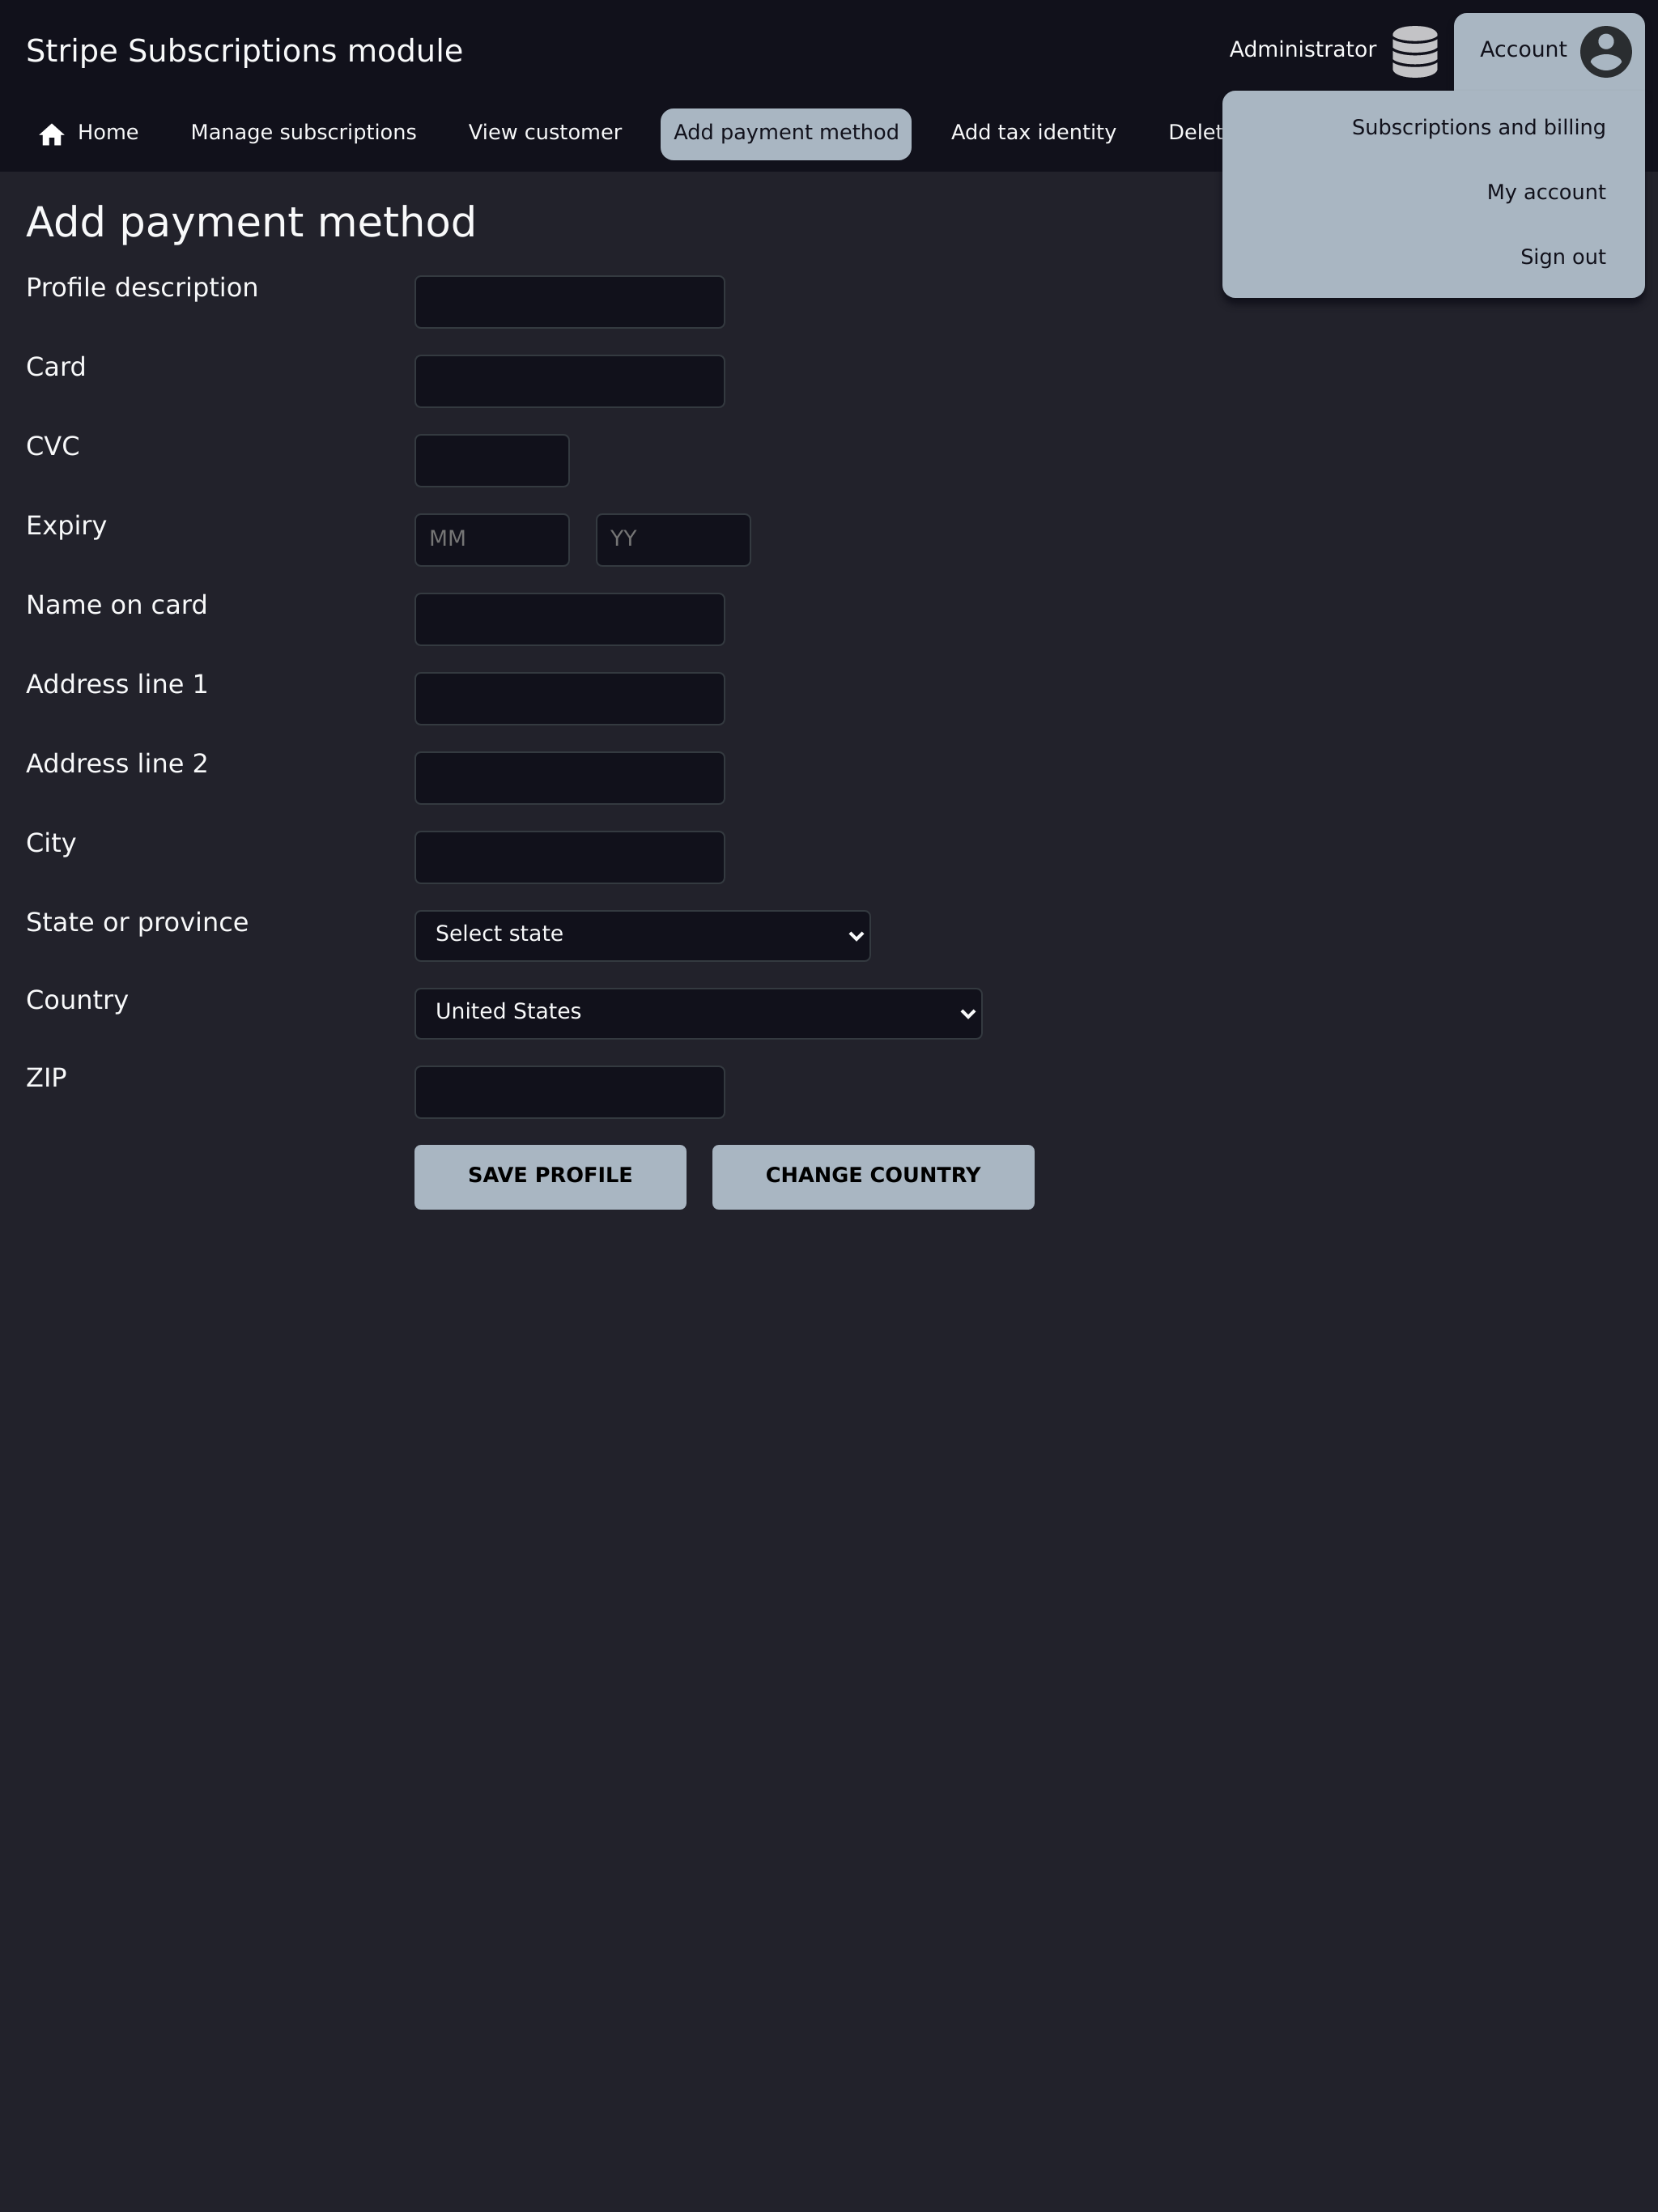 Stripe Subscriptions module
Administrator
Account
Home
Manage subscriptions
View customer
Add payment method
Add tax identity
Delet
Subscriptions and billing
My account
Sign out
Add payment method
Profile description
Card
CVC
Expiry
MM
YY
Name on card
Address line 1
Address line 2
City
State or province
Select state
Country
United States
ZIP
SAVE PROFILE
CHANGE COUNTRY